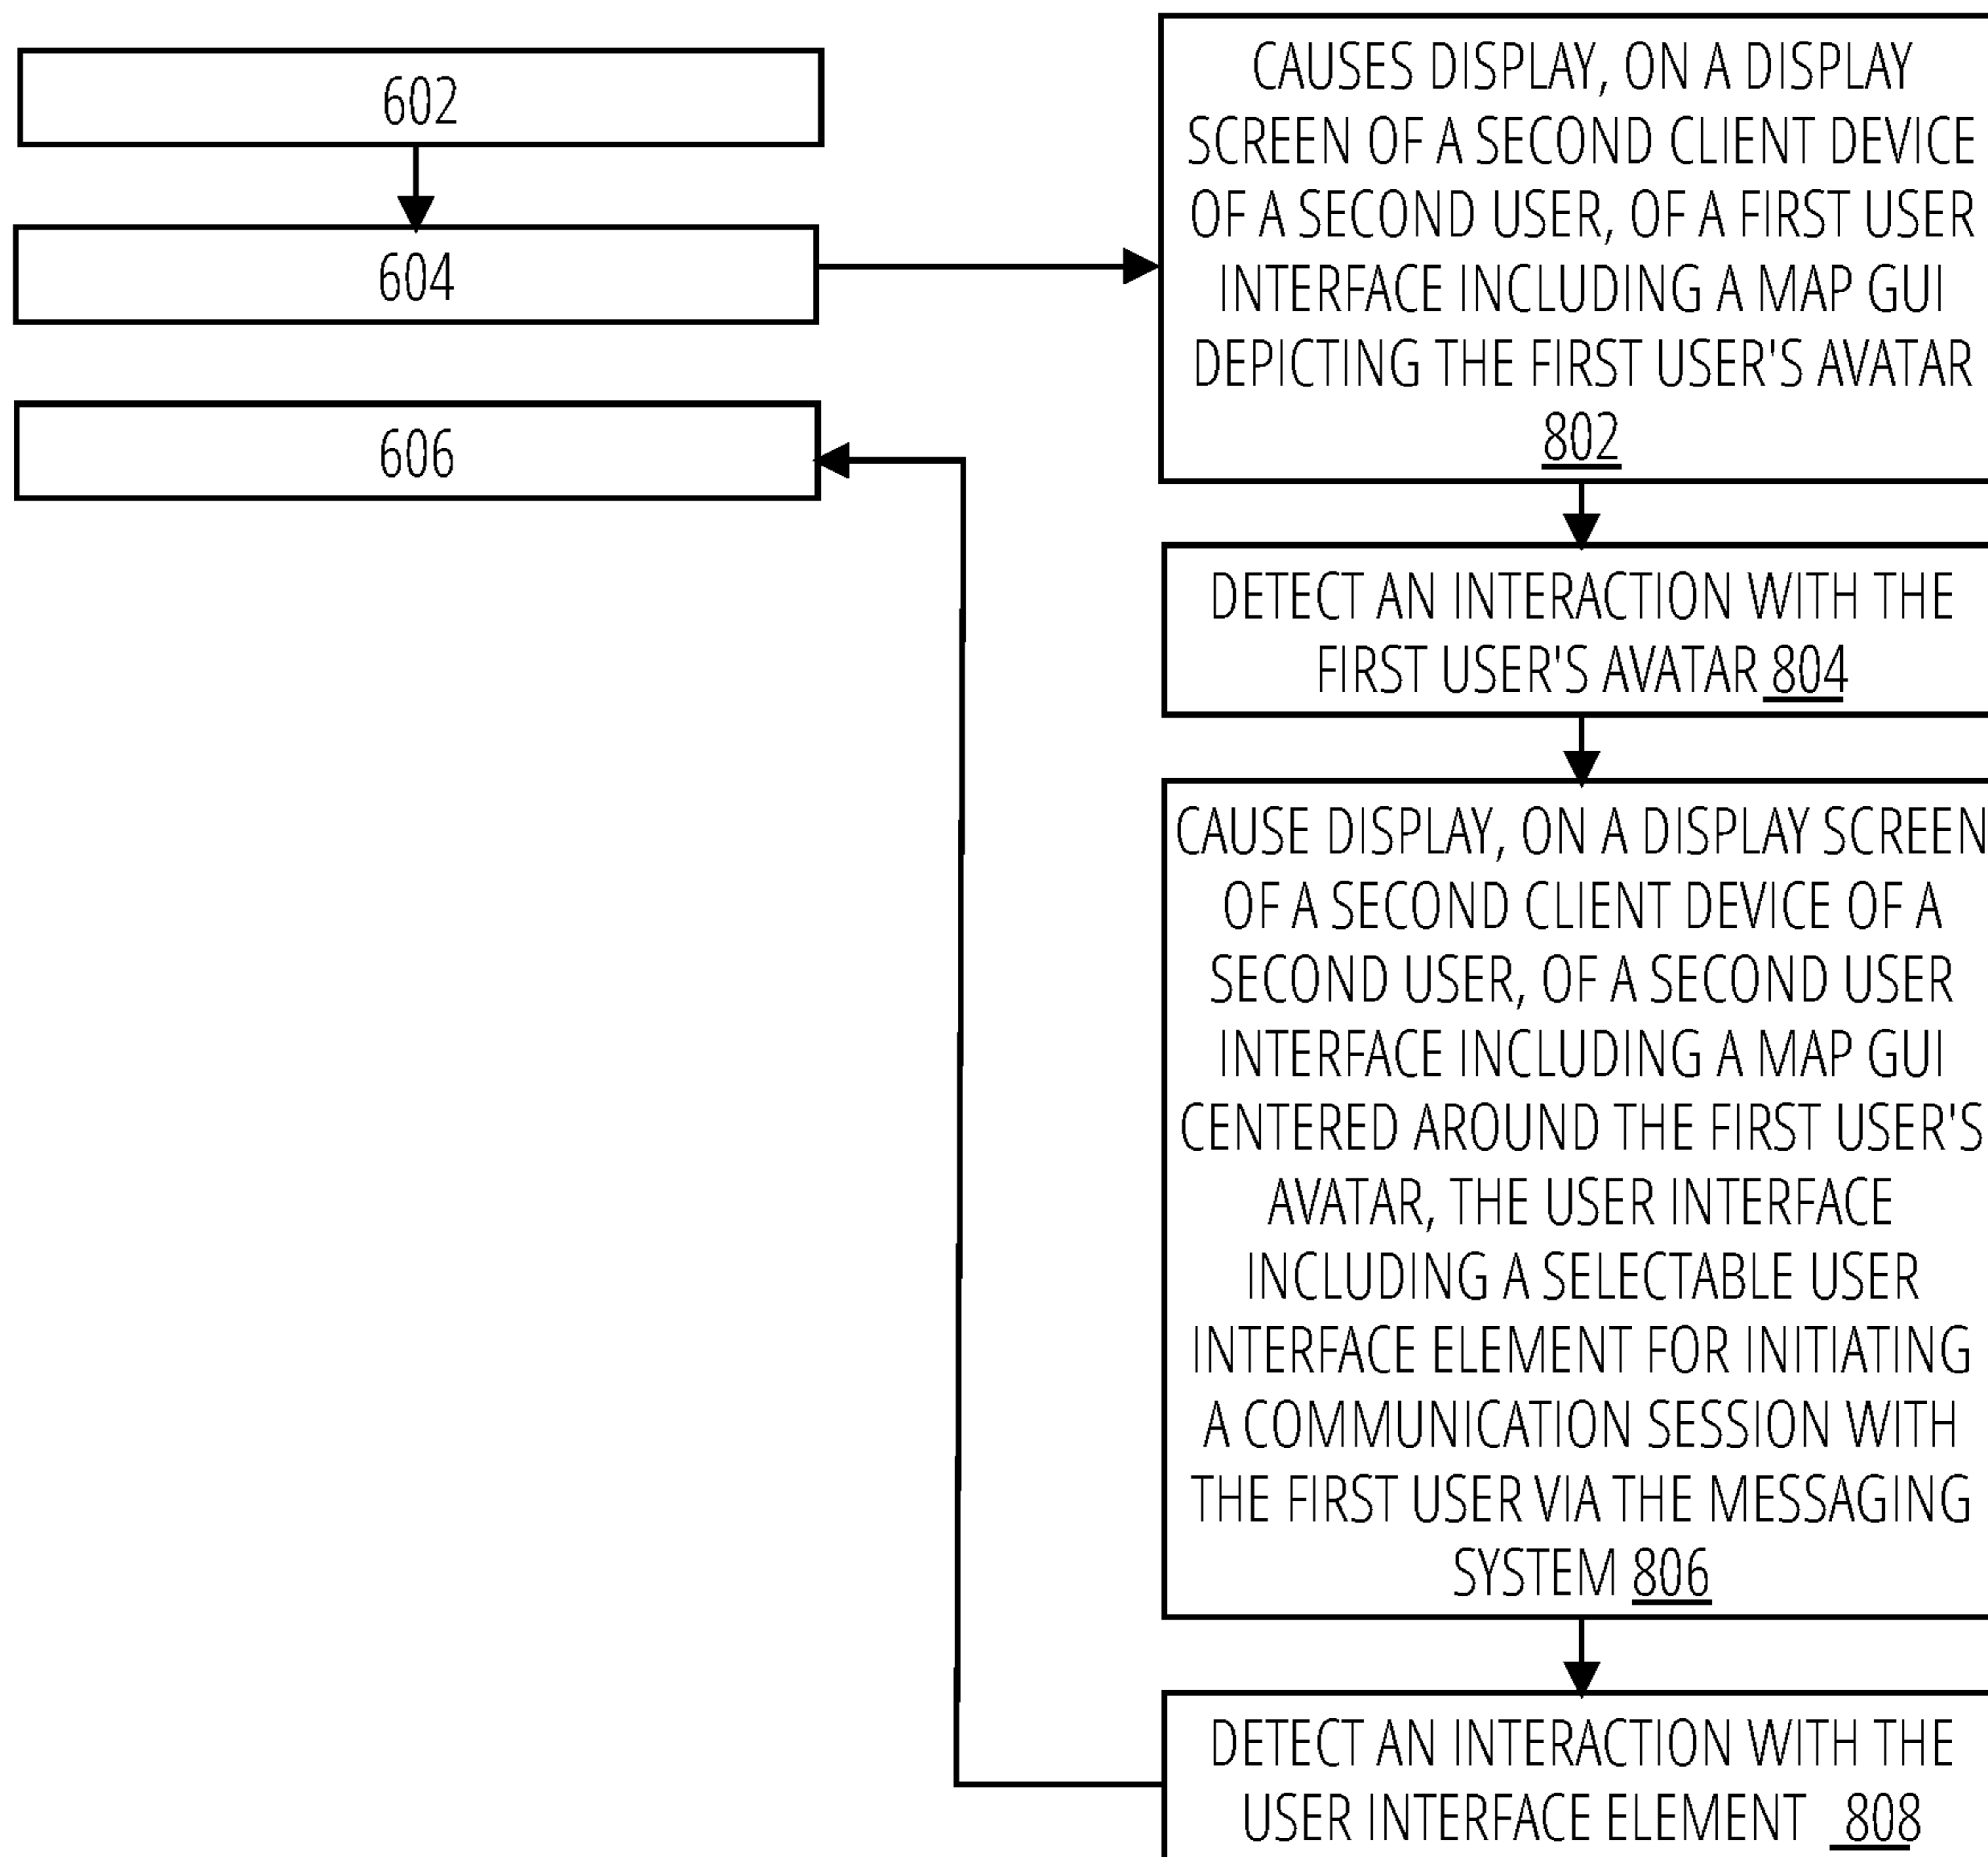 602
604
606
CAUSES DISPLAY, ON A DISPLAY
SCREEN OF A SECOND CLIENT DEVICE
OF A SECOND USER, OF A FIRST USER
INTERFACE INCLUDING A MAP GUI
DEPICTING THE FIRST USER'S AVATAR
802
DETECT AN INTERACTION WITH THE
FIRST USER'S AVATAR 804
CAUSE DISPLAY, ON A DISPLAY SCREEN
OF A SECOND CLIENT DEVICE OF A
SECOND USER, OF A SECOND USER
INTERFACE INCLUDING A MAP GUI
CENTERED AROUND THE FIRST USER'S
AVATAR, THE USER INTERFACE
INCLUDING A SELECTABLE USER
INTERFACE ELEMENT FOR INITIATING
A COMMUNICATION SESSION WITH
THE FIRST USER VIA THE MESSAGING
SYSTEM 806
DETECT AN INTERACTION WITH THE
USER INTERFACE ELEMENT 808